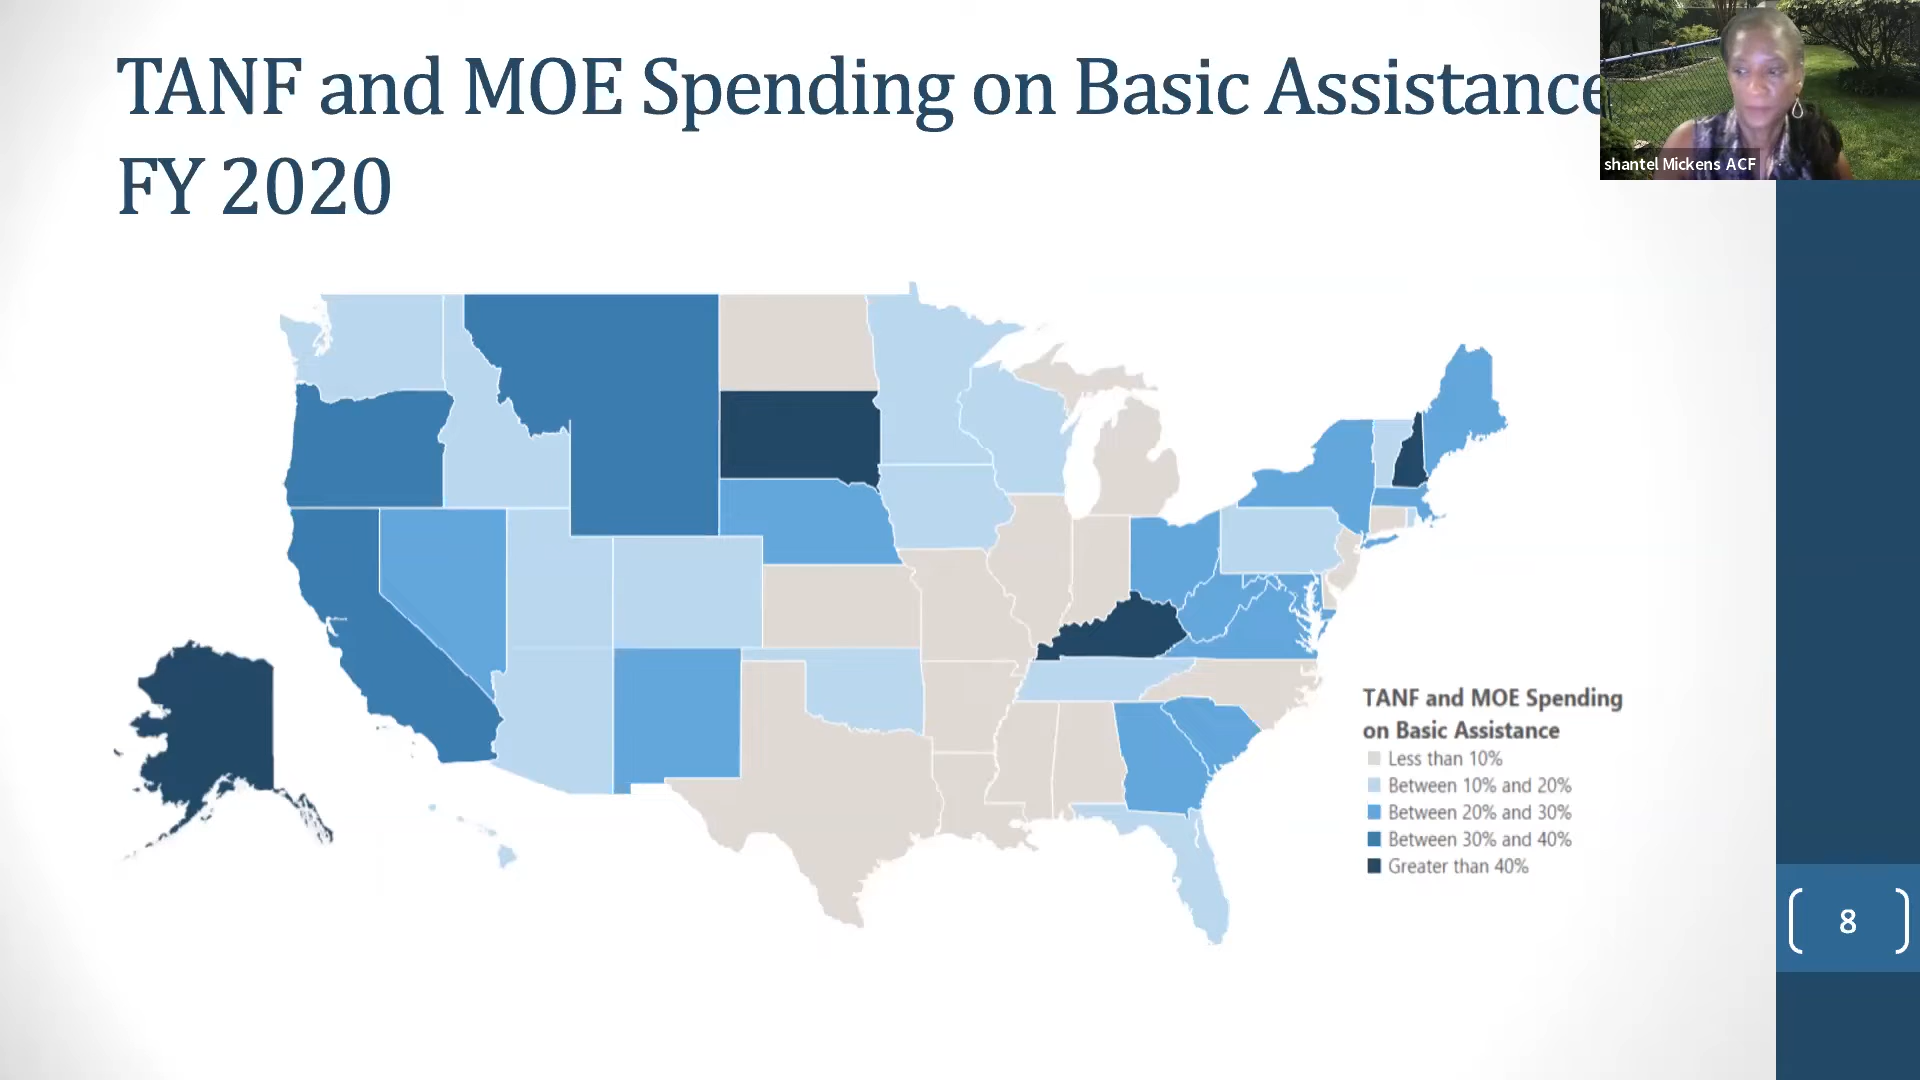 TANF and MOE Spending on Basic Assistance
FY 2020
shantel Mickens ACF
TANF and MOE Spending
on Basic Assistance
Less than 10%
Between 10% and 20%
Between 20% and 30%
Between 30% and 40%
Greater than 40%
8